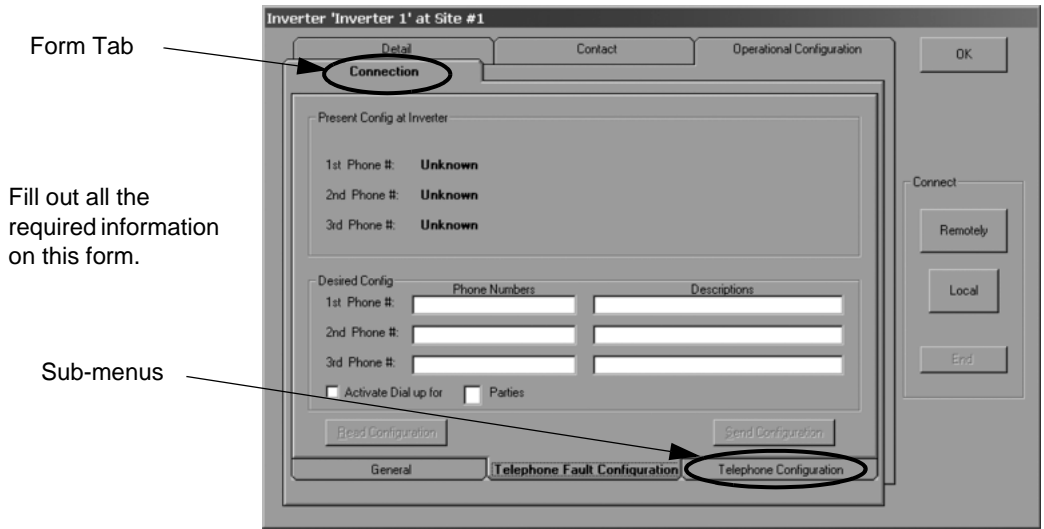 Inverter 'Inverter 1' at Site #1
Form Tab
Detail
Contact
Operational Configuration
OK
Connection
Present Config at Inverter
1st Phone #: Unknown
2nd Phone #: Unknown
3rd Phone #: Unknown
Fill out all the
required information
on this form.
Connect
Remotely
Local
End
Desired Config
Phone Numbers
Descriptions
1st Phone #:
2nd Phone #:
3rd Phone #:
Activate Dial up for
Parties
Sub-menus
Read Configuration
Send Configuration
General
Telephone Fault Configuration
Telephone Configuration